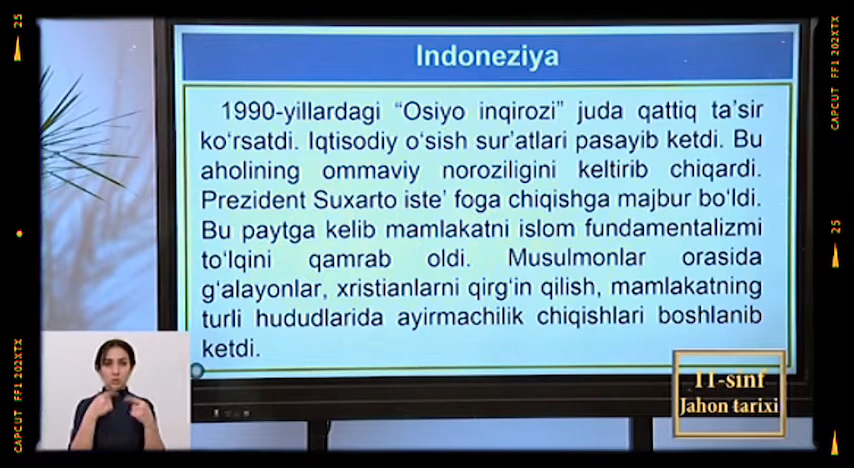 Indoneziya
1990-yillardagi “Osiyo inqirozi” juda qattiq ta’sir
ko‘rsatdi. Iqtisodiy o‘sish sur’atlari pasayib ketdi. Bu
aholining ommaviy noroziligini keltirib chiqardi.
Prezident Suxarto iste’ foga chiqishga majbur bo‘ldi.
Bu paytga kelib mamlakatni islom fundamentalizmi
to‘lqini qamrab oldi. Musulmonlar orasida
g‘alayonlar, xristianlarni qirg‘in qilish, mamlakatning
turli hududlarida ayirmachilik chiqishlari boshlanib
ketdi.
11-sinf
Jahon tarixi
25
CAPCUT FF1 202XTX
CAPCUT FF1 202XTX
25